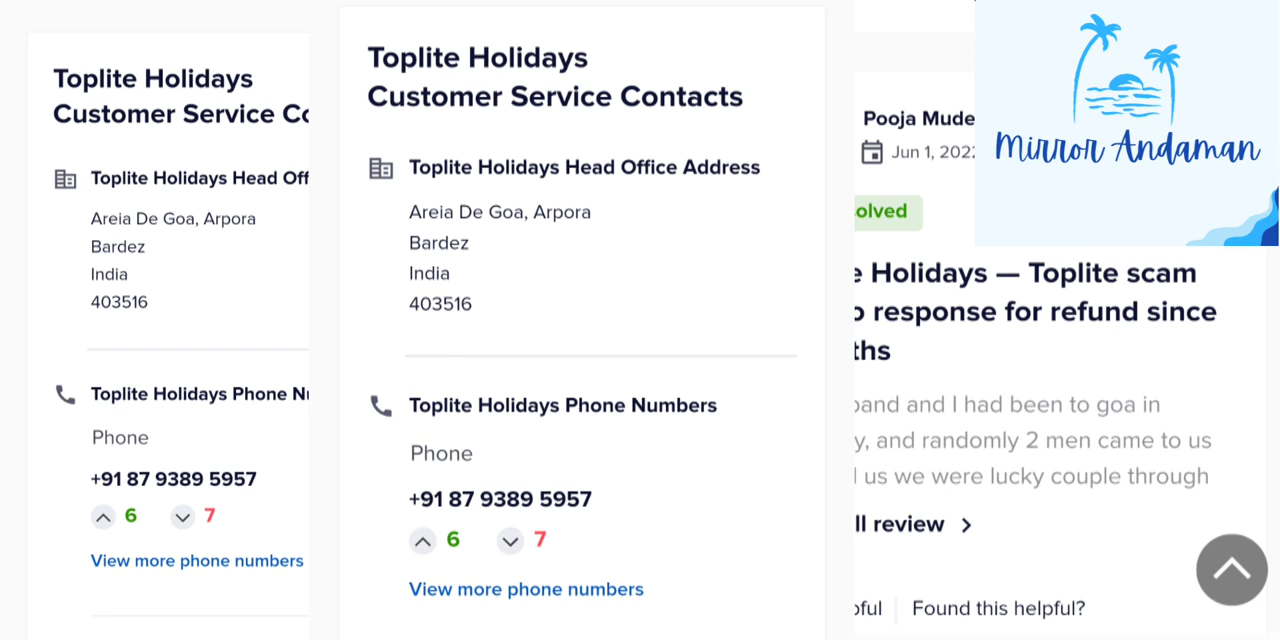 Toplite Holidays
Customer Service Co
Toplite Holidays Head Off
Areia De Goa, Arpora
Bardez
India
403516
Toplite Holidays Phone Nu
Phone
+91 87 9389 5957
6 7
View more phone numbers
Toplite Holidays
Customer Service Contacts
Toplite Holidays Head Office Address
Areia De Goa, Arpora
Bardez
India
403516
Toplite Holidays Phone Numbers
Phone
+91 87 9389 5957
6 7
View more phone numbers
Mirror Andaman
Pooja Mude
Jun 1, 2022
olved
e Holidays — Toplite scam
o response for refund since
ths
band and I had been to goa in
y, and randomly 2 men came to us
l us we were lucky couple through
ll review
pful Found this helpful?